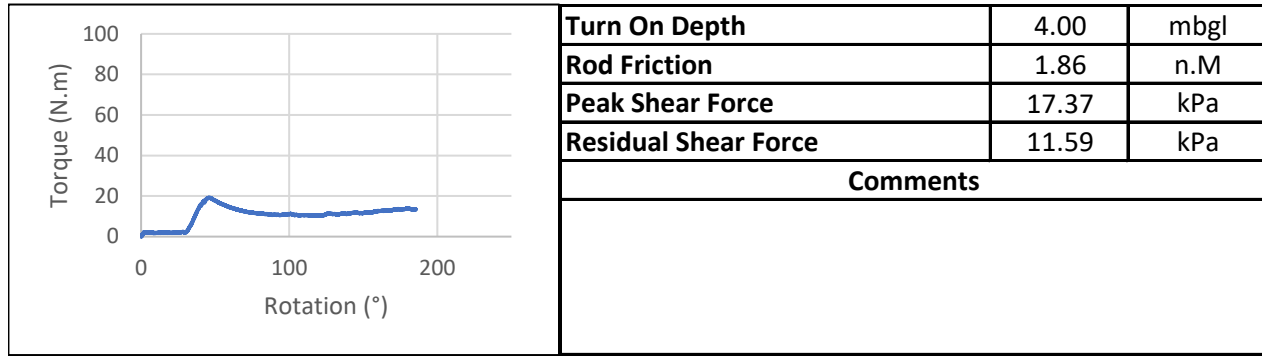 100
80
60
40
20
0
Torque (N.m)
0 100 200
Rotation (°)
Turn On Depth 4.00 mbgl
Rod Friction 1.86 n.M
Peak Shear Force 17.37 kPa
Residual Shear Force 11.59 kPa
Comments